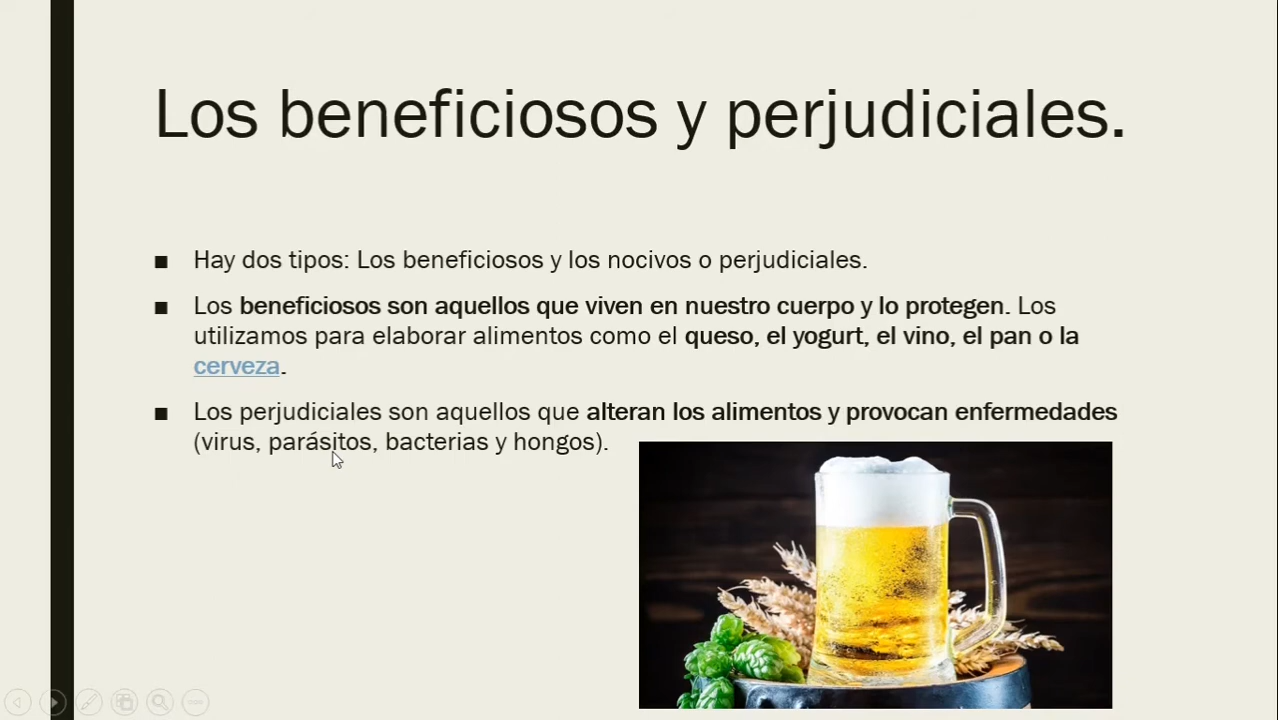 Los beneficiosos y perjudiciales.
Hay dos tipos: Los beneficiosos y los nocivos o perjudiciales.
Los beneficiosos son aquellos que viven en nuestro cuerpo y lo protegen. Los
utilizamos para elaborar alimentos como el queso, el yogurt, el vino, el pan o la
cerveza.
Los perjudiciales son aquellos que alteran los alimentos y provocan enfermedades
(virus, parásitos, bacterias y hongos).